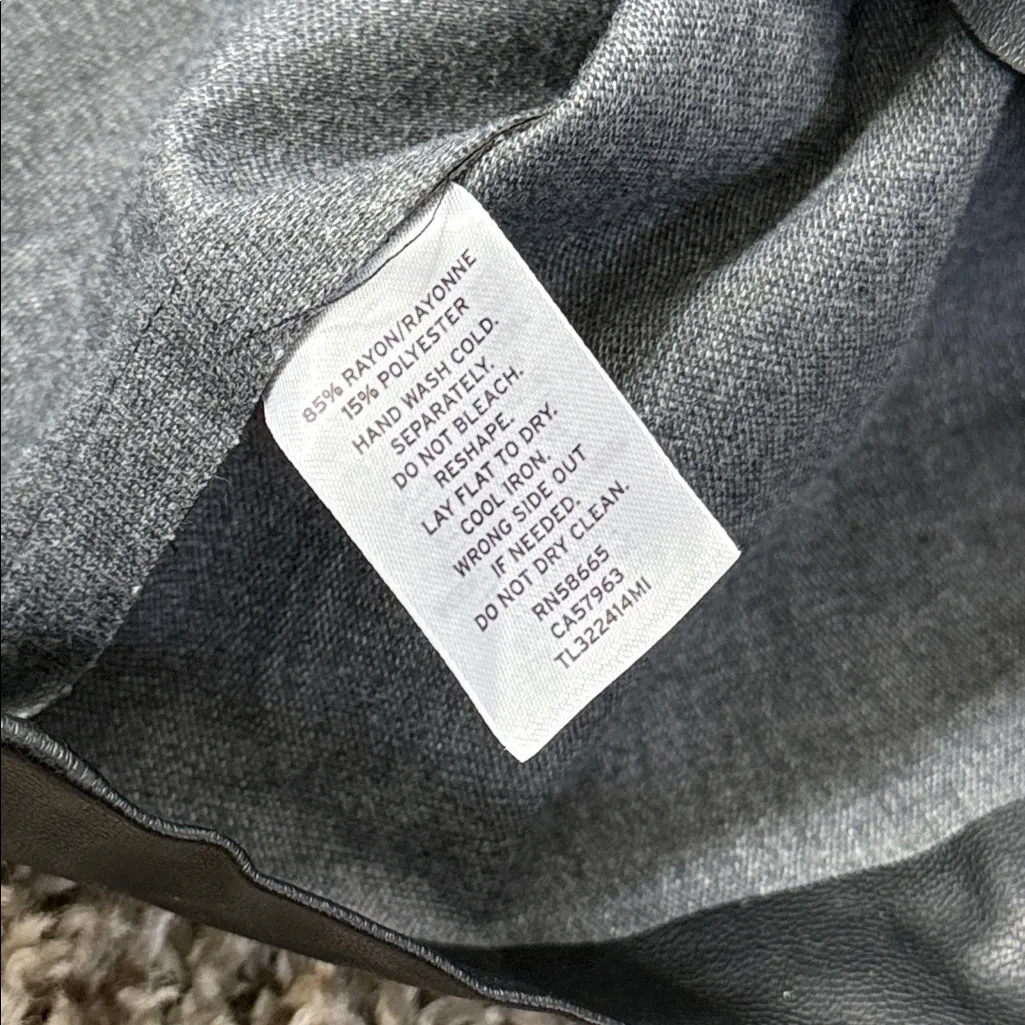 85% RAYON/RAYONNE
15% POLYESTER
HAND WASH COLD.
SEPARATELY.
DO NOT BLEACH.
RESHAPE.
LAY FLAT TO DRY.
COOL IRON.
WRONG SIDE OUT
IF NEEDED.
DO NOT DRY CLEAN.
RN58665
CA57963
TL322414MI